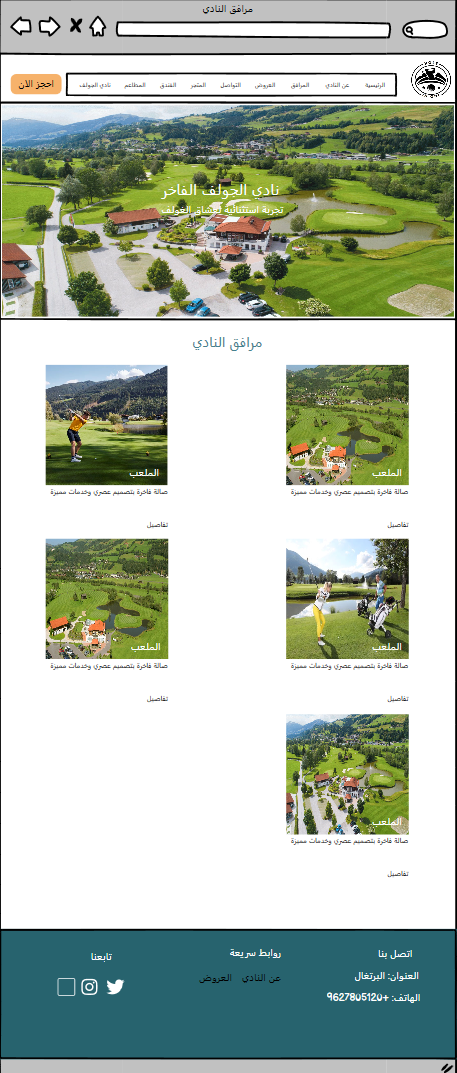 مرافق النادي
الرئيسية عن النادي المرافق العروض التواصل المتجر الفندق المطاعم نادي الجولف
احجز الآن
نادي الجولف الفاخر
تجربة استثنائية لعشاق الغولف
مرافق النادي
الملعب
صالة فاخرة بتصميم عصري وخدمات مميزة
تفاصيل
الملعب
صالة فاخرة بتصميم عصري وخدمات مميزة
تفاصيل
الملعب
صالة فاخرة بتصميم عصري وخدمات مميزة
تفاصيل
الملعب
صالة فاخرة بتصميم عصري وخدمات مميزة
تفاصيل
الملعب
صالة فاخرة بتصميم عصري وخدمات مميزة
تفاصيل
اتصل بنا
العنوان: البرتغال
الهاتف: +9627805120
روابط سريعة
عن النادي العروض
تابعنا